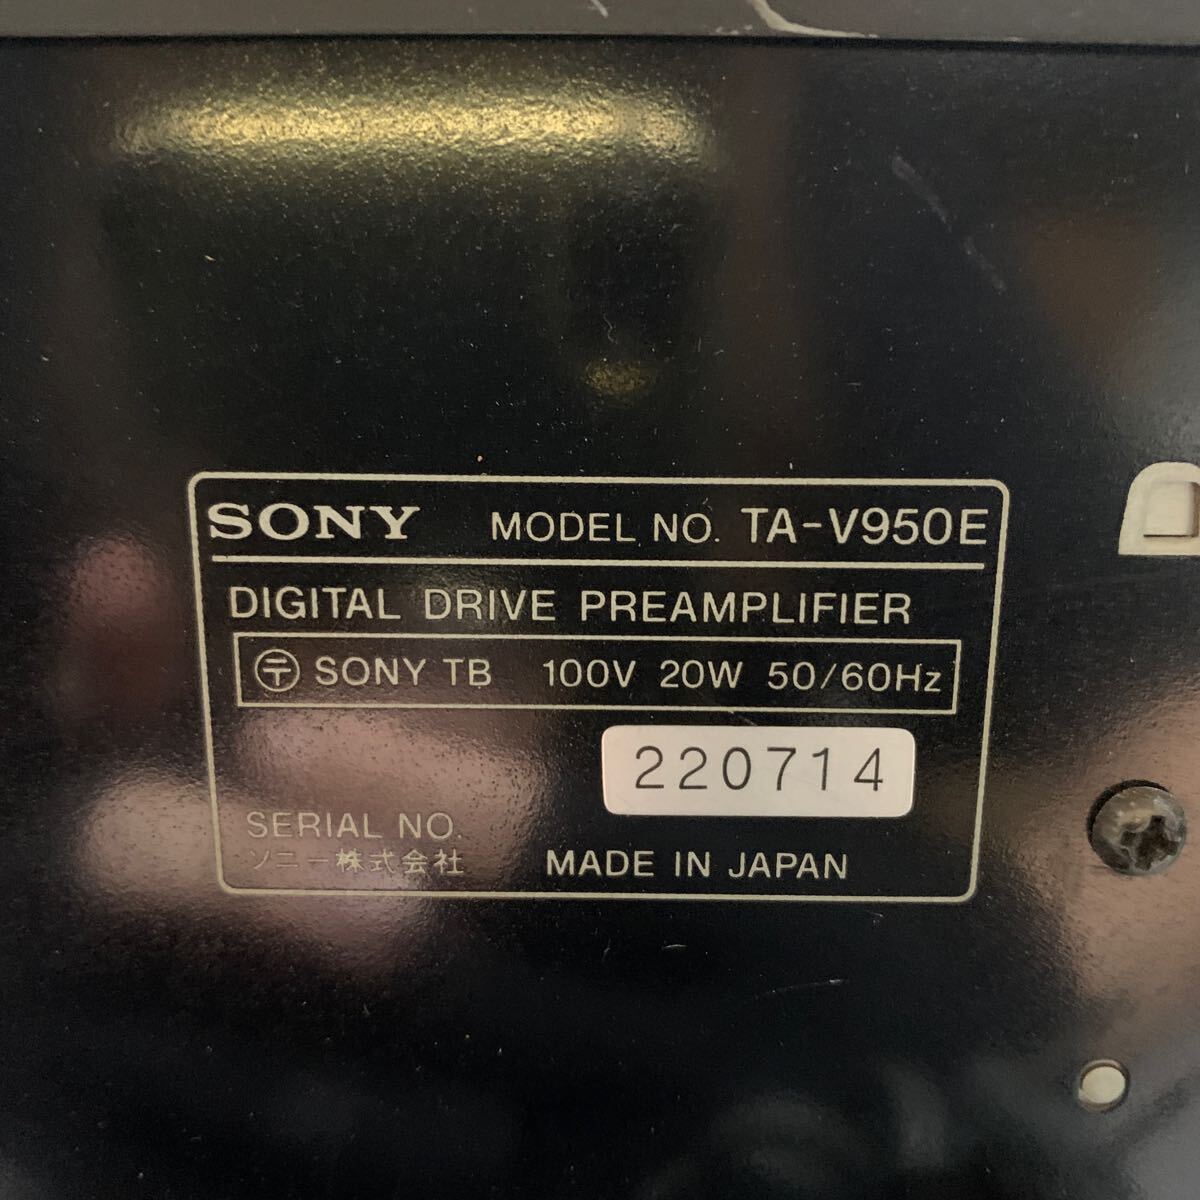 SONY MODEL NO. TA-V950E
DIGITAL DRIVE PREAMPLIFIER
〶 SONY TB 100V 20W 50/60Hz
220714
SERIAL NO.
ソニー株式会社 MADE IN JAPAN